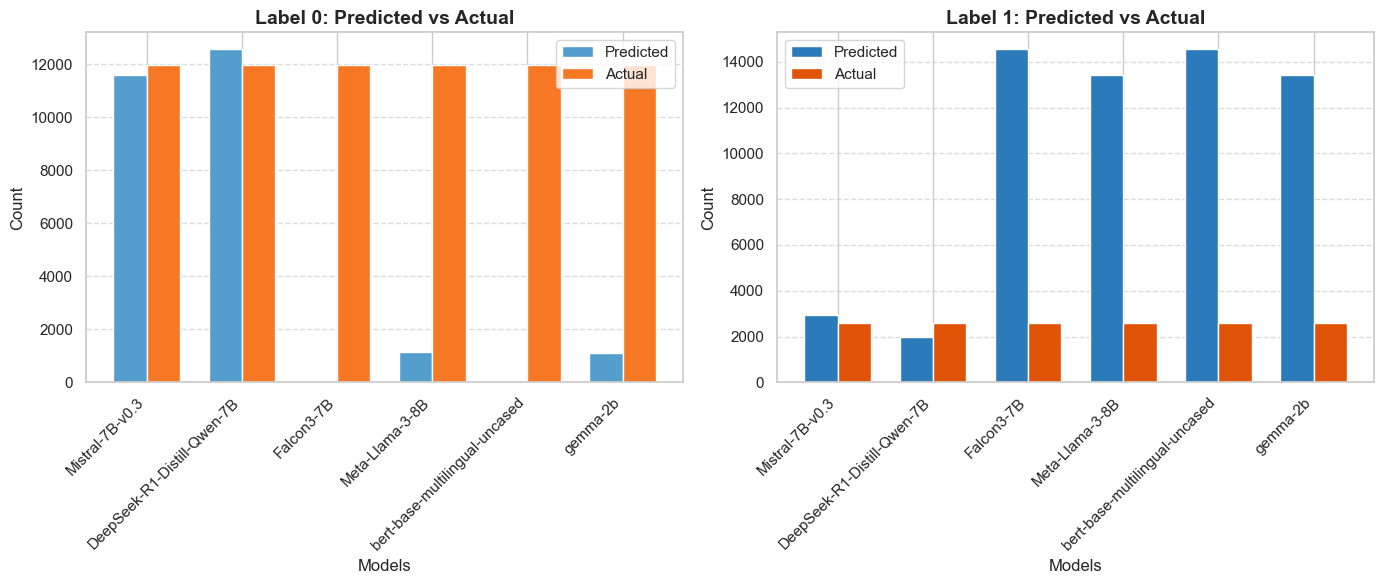 Label 0: Predicted vs Actual
Predicted
Actual
Count
12000
10000
8000
6000
4000
2000
0
Mistral-7B-v0.3
DeepSeek-R1-Distill-Qwen-7B
Falcon3-7B
Meta-Llama-3-8B
bert-base-multilingual-uncased
gemma-2b
Models
Label 1: Predicted vs Actual
Predicted
Actual
Count
14000
12000
10000
8000
6000
4000
2000
0
Mistral-7B-v0.3
DeepSeek-R1-Distill-Qwen-7B
Falcon3-7B
Meta-Llama-3-8B
bert-base-multilingual-uncased
gemma-2b
Models